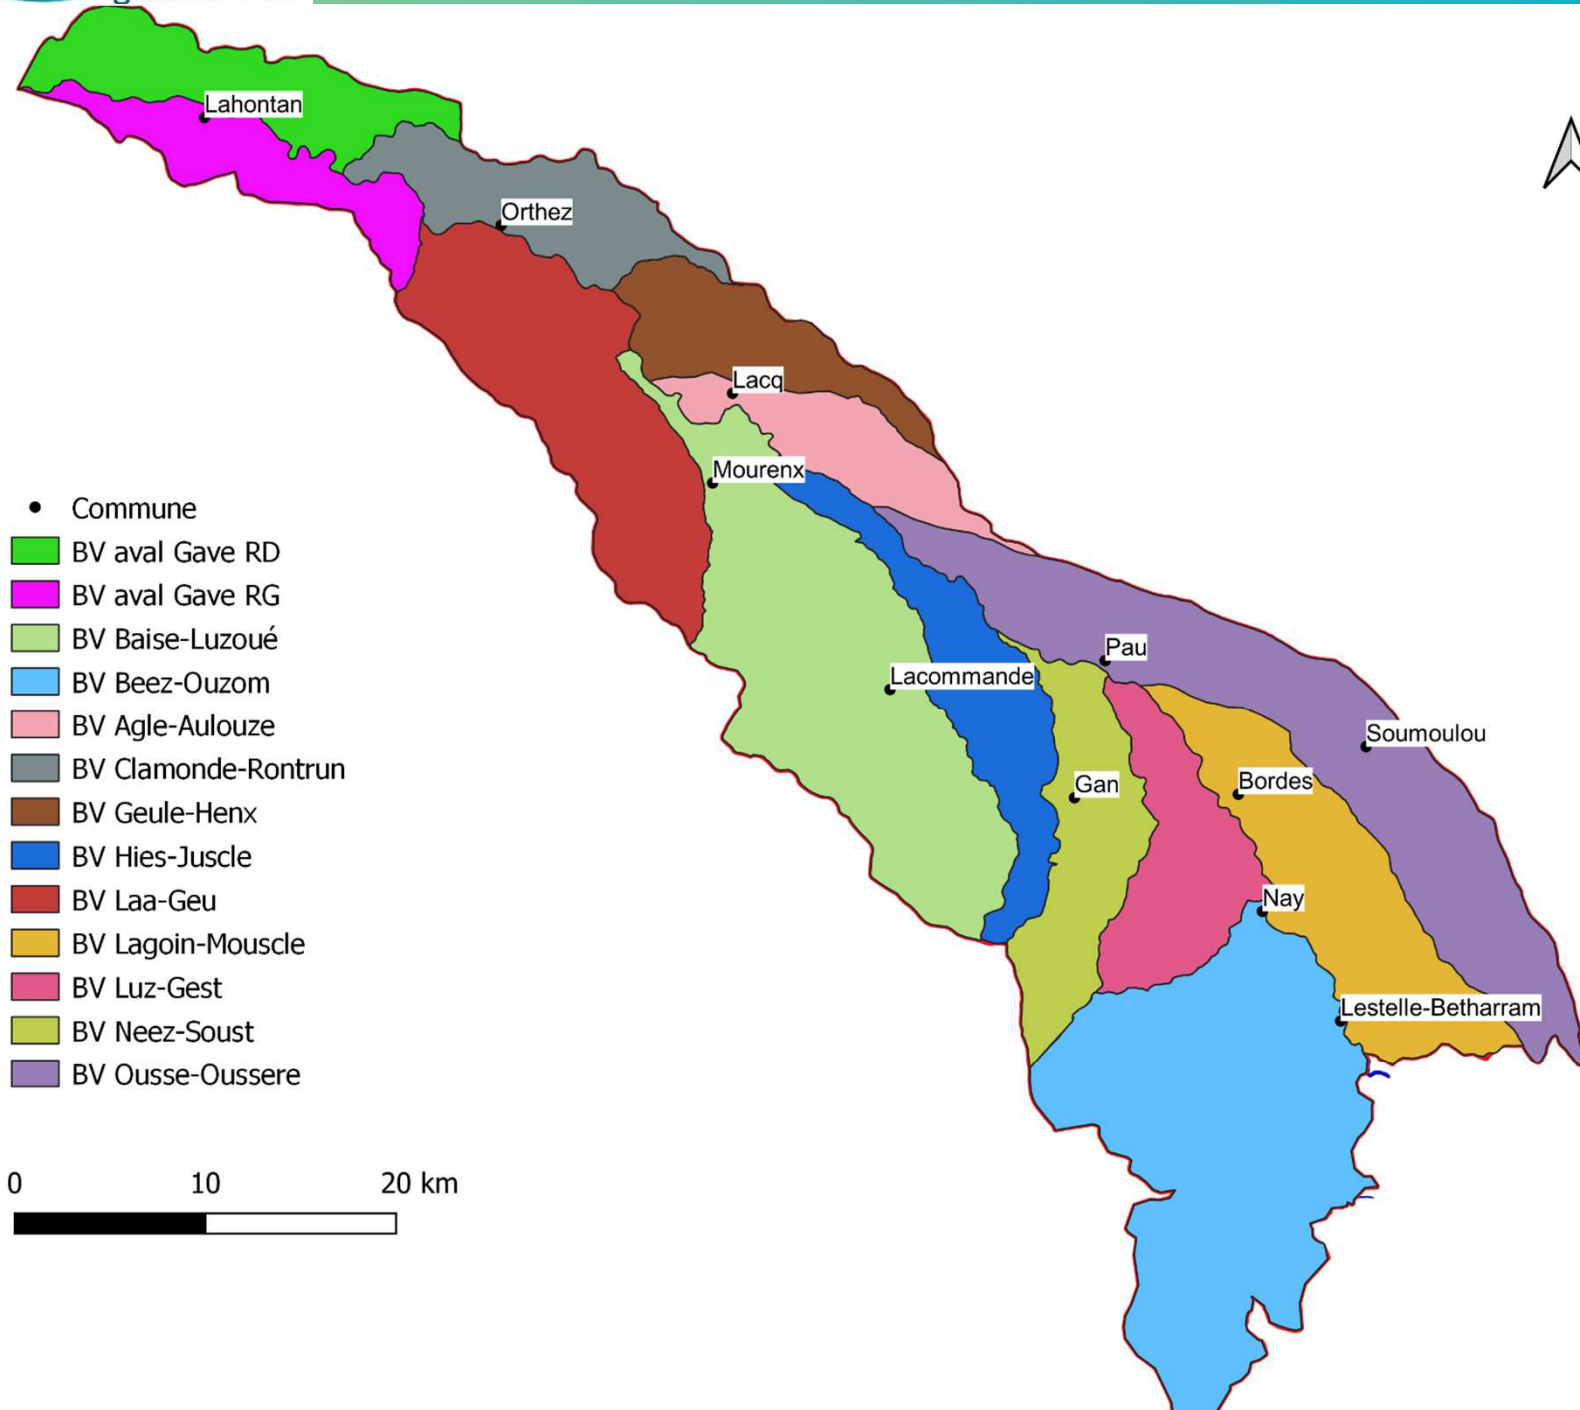 Lahontan
Orthez
Lacq
Mourenx
Lacommande
Pau
Soumoulou
Gan
Bordes
Nay
Lestelle-Betharram
Commune
BV aval Gave RD
BV aval Gave RG
BV Baise-Luzoué
BV Beez-Ouzom
BV Agle-Aulouze
BV Clamonde-Rontrun
BV Geule-Henx
BV Hies-Juscle
BV Laa-Geu
BV Lagoin-Mouscle
BV Luz-Gest
BV Neez-Soust
BV Ousse-Oussere
0 10 20 km